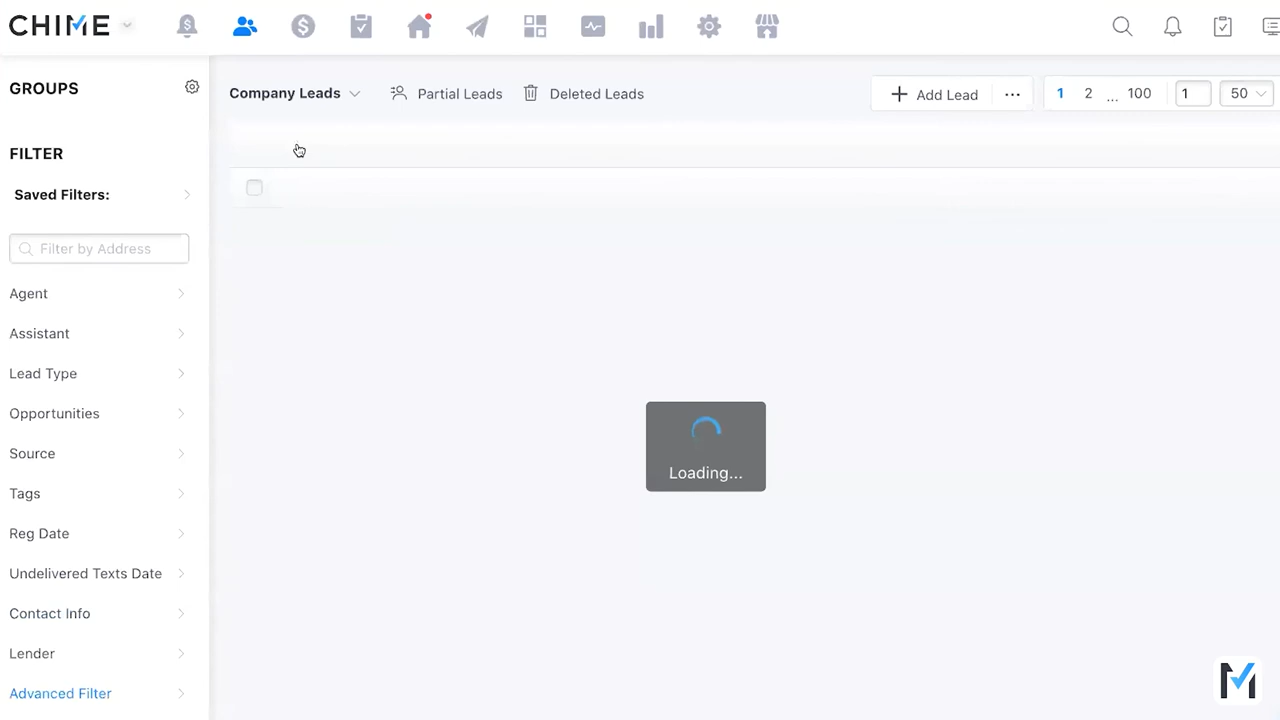 CHIME
GROUPS
FILTER
Saved Filters:
Filter by Address
Agent
Assistant
Lead Type
Opportunities
Source
Tags
Reg Date
Undelivered Texts Date
Contact Info
Lender
Advanced Filter
Company Leads Partial Leads Deleted Leads
Add Lead ... 1 2 ... 100 1 50
Loading...